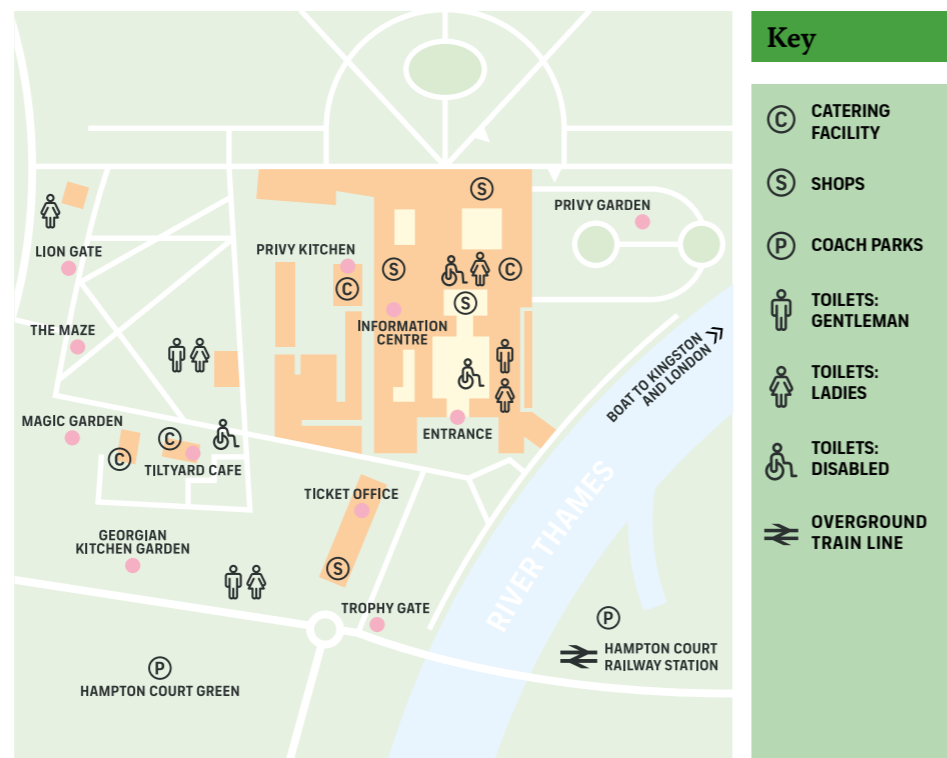 Key
C
CATERING
FACILITY
S
SHOPS
P
COACH PARKS
TOILETS:
GENTLEMAN
TOILETS:
LADIES
TOILETS:
DISABLED
OVERGROUND
TRAIN LINE
S
PRIVY GARDEN
LION GATE
PRIVY KITCHEN
S
C
C
S
INFORMATION
CENTRE
THE MAZE
BOAT TO KINGSTON
AND LONDON
MAGIC GARDEN
ENTRANCE
C
C
TILTYARD CAFE
TICKET OFFICE
GEORGIAN
KITCHEN GARDEN
S
RIVER THAMES
TROPHY GATE
P
HAMPTON COURT
RAILWAY STATION
P
HAMPTON COURT GREEN